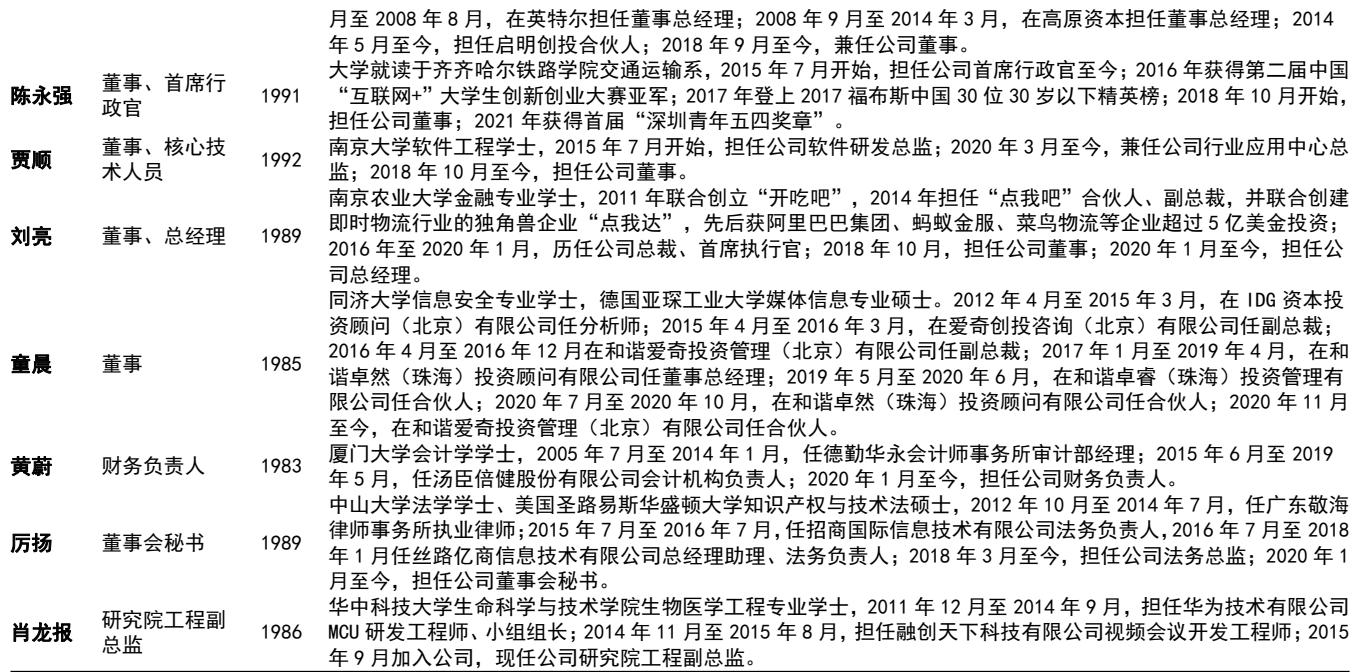 月至 2008 年 8 月，在英特尔担任董事总经理；2008 年 9 月至 2014 年 3 月，在高原资本担任董事总经理；2014
年 5 月至今，担任启明创投合伙人；2018 年 9 月至今，兼任公司董事。
陈永强 董事、首席行政官 1991
大学就读于齐齐哈尔铁路学院交通运输系，2015 年 7 月开始，担任公司首席行政官至今；2016 年获得第二届中国
“互联网+”大学生创新创业大赛亚军；2017 年登上 2017 福布斯中国 30 位 30 岁以下精英榜；2018 年 10 月开始，
担任公司董事；2021 年获得首届“深圳青年五四奖章”。
贾顺 董事、核心技术人员 1992
南京大学软件工程学士，2015 年 7 月开始，担任公司软件研发总监；2020 年 3 月至今，兼任公司行业应用中心总
监；2018 年 10 月至今，担任公司董事。
刘亮 董事、总经理 1989
南京农业大学金融专业学士，2011 年联合创立“开吃吧”，2014 年担任“点我吧”合伙人、副总裁，并联合创建
即时物流行业的独角兽企业“点我达”，先后获阿里巴巴集团、蚂蚁金服、菜鸟物流等企业超过 5 亿美金投资；
2016 年至 2020 年 1 月，历任公司总裁、首席执行官；2018 年 10 月，担任公司董事；2020 年 1 月至今，担任公
司总经理。
童晨 董事 1985
同济大学信息安全专业学士，德国亚琛工业大学媒体信息专业硕士。2012 年 4 月至 2015 年 3 月，在 IDG 资本投
资顾问（北京）有限公司任分析师；2015 年 4 月至 2016 年 3 月，在爱奇创投咨询（北京）有限公司任副总裁；
2016 年 4 月至 2016 年 12 月在和谐爱奇投资管理（北京）有限公司任副总裁；2017 年 1 月至 2019 年 4 月，在和
谐卓然（珠海）投资顾问有限公司任董事总经理；2019 年 5 月至 2020 年 6 月，在和谐卓睿（珠海）投资管理有
限公司任合伙人；2020 年 7 月至 2020 年 10 月，在和谐卓然（珠海）投资顾问有限公司任合伙人；2020 年 11 月
至今，在和谐爱奇投资管理（北京）有限公司任合伙人。
黄蔚 财务负责人 1983
厦门大学会计学学士，2005 年 7 月至 2014 年 1 月，任德勤华永会计师事务所审计部经理；2015 年 6 月至 2019
年 5 月，任汤臣倍健股份有限公司会计机构负责人；2020 年 1 月至今，担任公司财务负责人。
厉扬 董事会秘书 1989
中山大学法学学士、美国圣路易斯华盛顿大学知识产权与技术法硕士，2012 年 10 月至 2014 年 7 月，任广东敬海
律师事务所执业律师；2015 年 7 月至 2016 年 7 月，任招商国际信息技术有限公司法务负责人，2016 年 7 月至 2018
年 1 月任丝路亿商信息技术有限公司总经理助理、法务负责人；2018 年 3 月至今，担任公司法务总监；2020 年 1
月至今，担任公司董事会秘书。
肖龙报 研究院工程副总监 1986
华中科技大学生命科学与技术学院生物医学工程专业学士，2011 年 12 月至 2014 年 9 月，担任华为技术有限公司
MCU 研发工程师、小组组长；2014 年 11 月至 2015 年 8 月，担任融创天下科技有限公司视频会议开发工程师；2015
年 9 月加入公司，现任公司研究院工程副总监。